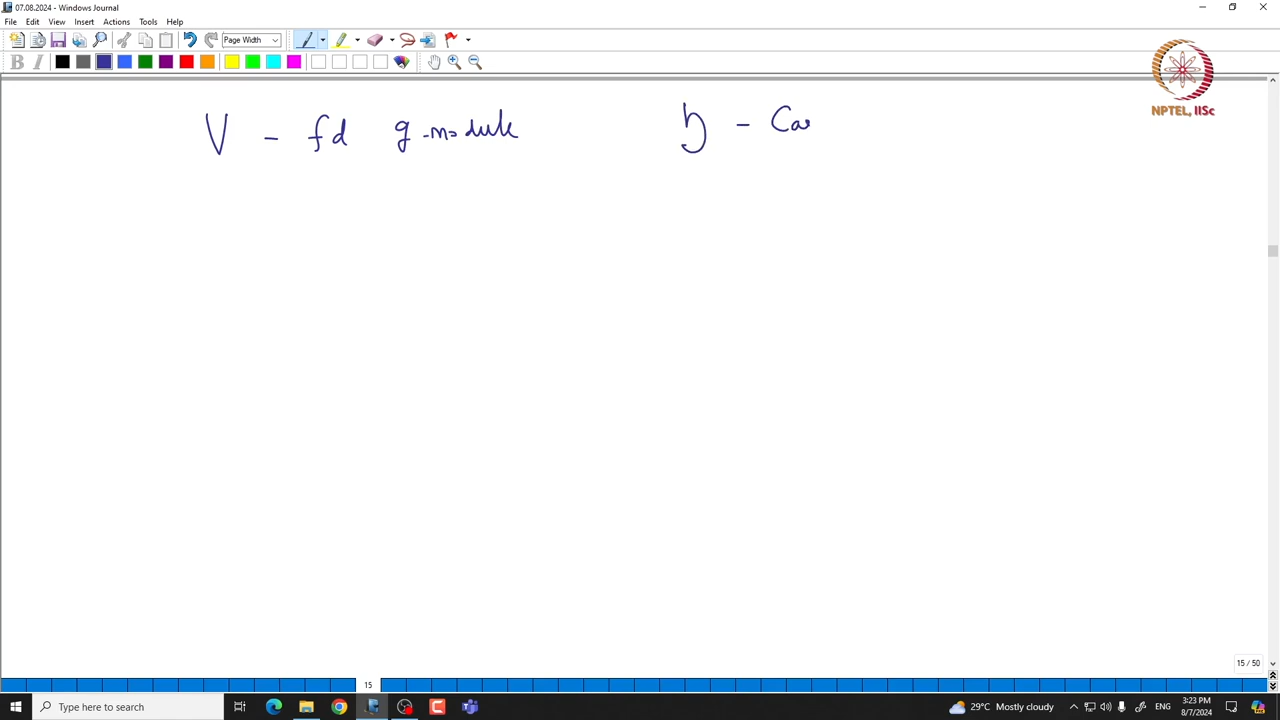 07.08.2024 - Windows Journal
File Edit View Insert Actions Tools Help
Page Width
B I
NPTEL, IISc
V - fd g-module 𝔥 - Car
15 / 50
15
Type here to search
29°C Mostly cloudy
ENG
3:23 PM
8/7/2024